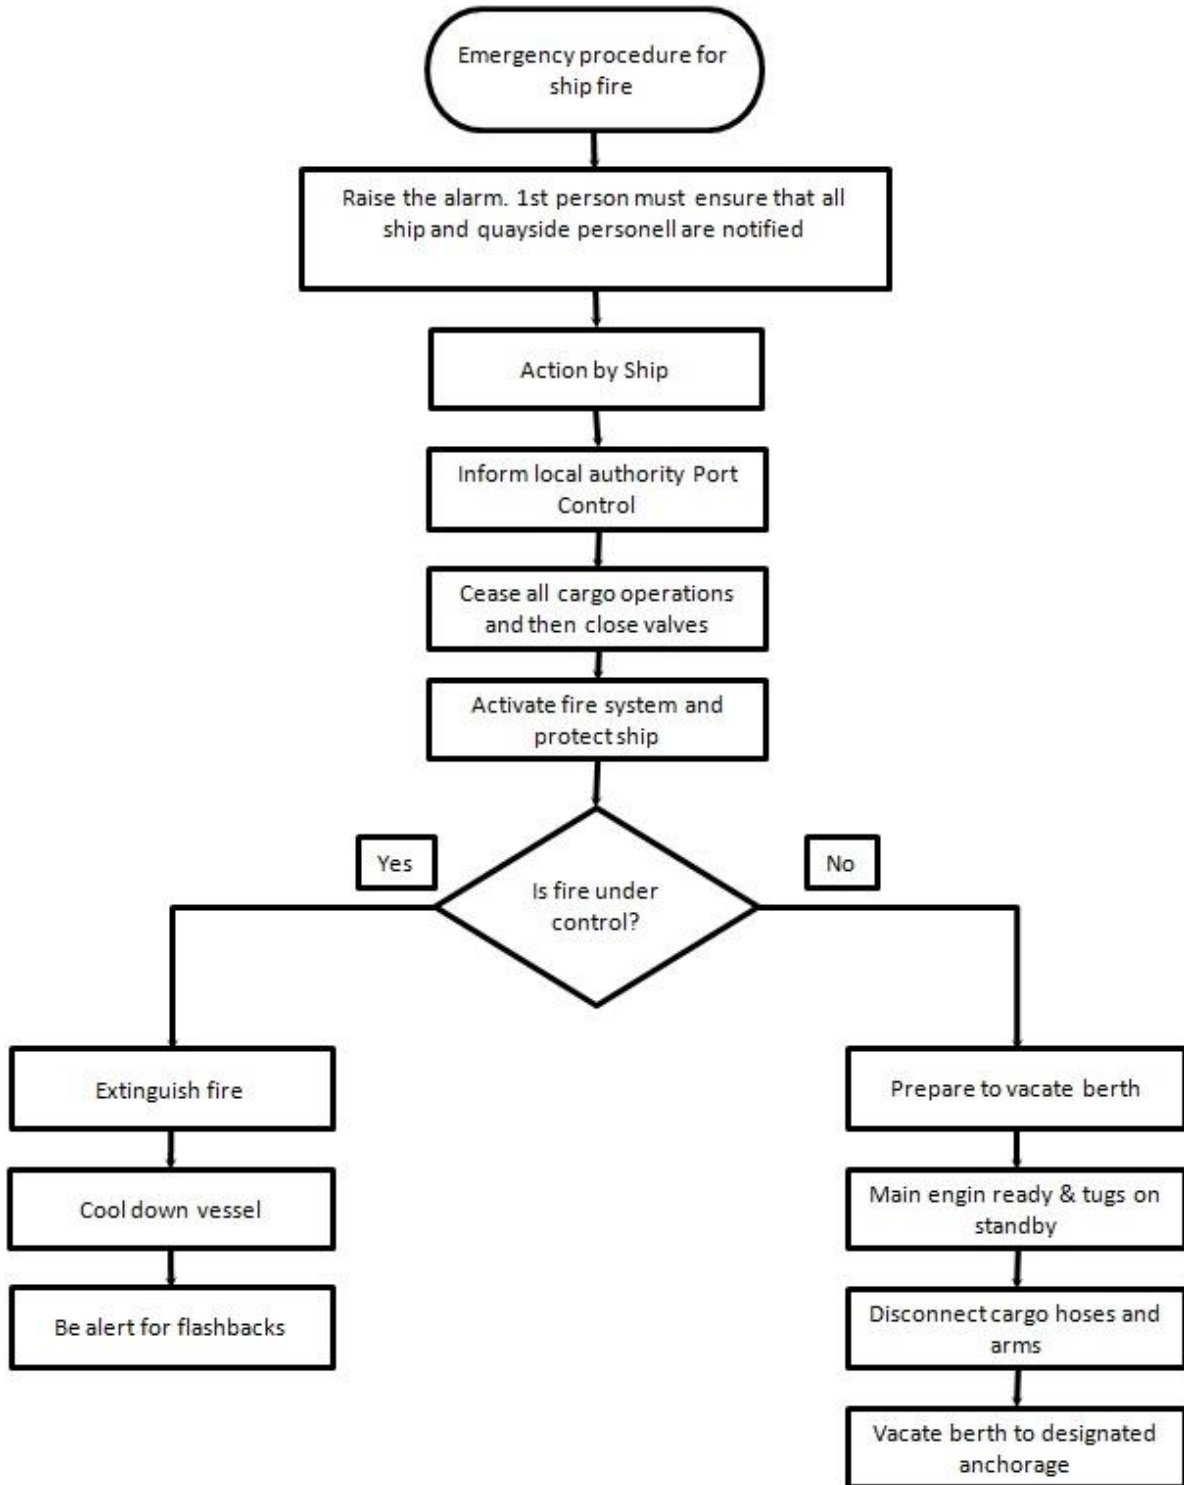 Emergency procedure for
ship fire
Raise the alarm. 1st person must ensure that all
ship and quayside personell are notified
Action by Ship
Inform local authority Port
Control
Cease all cargo operations
and then close valves
Activate fire system and
protect ship
Yes
No
Is fire under
control?
Extinguish fire
Cool down vessel
Be alert for flashbacks
Prepare to vacate berth
Main engin ready & tugs on
standby
Disconnect cargo hoses and
arms
Vacate berth to designated
anchorage